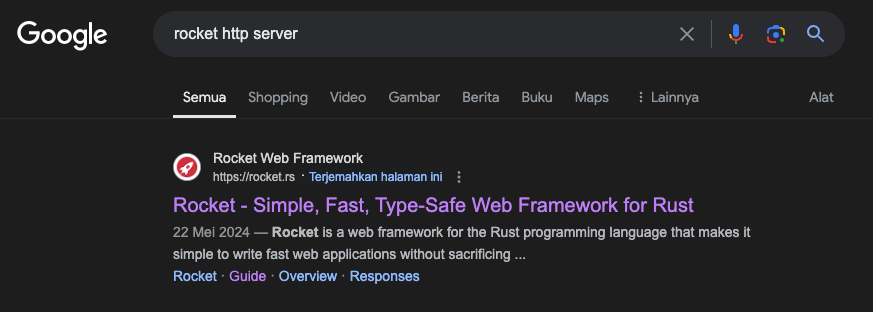 Google
rocket http server
Semua Shopping Video Gambar Berita Buku Maps Lainnya Alat
Rocket Web Framework
https://rocket.rs · Terjemahkan halaman ini
Rocket - Simple, Fast, Type-Safe Web Framework for Rust
22 Mei 2024 — Rocket is a web framework for the Rust programming language that makes it
simple to write fast web applications without sacrificing ...
Rocket · Guide · Overview · Responses